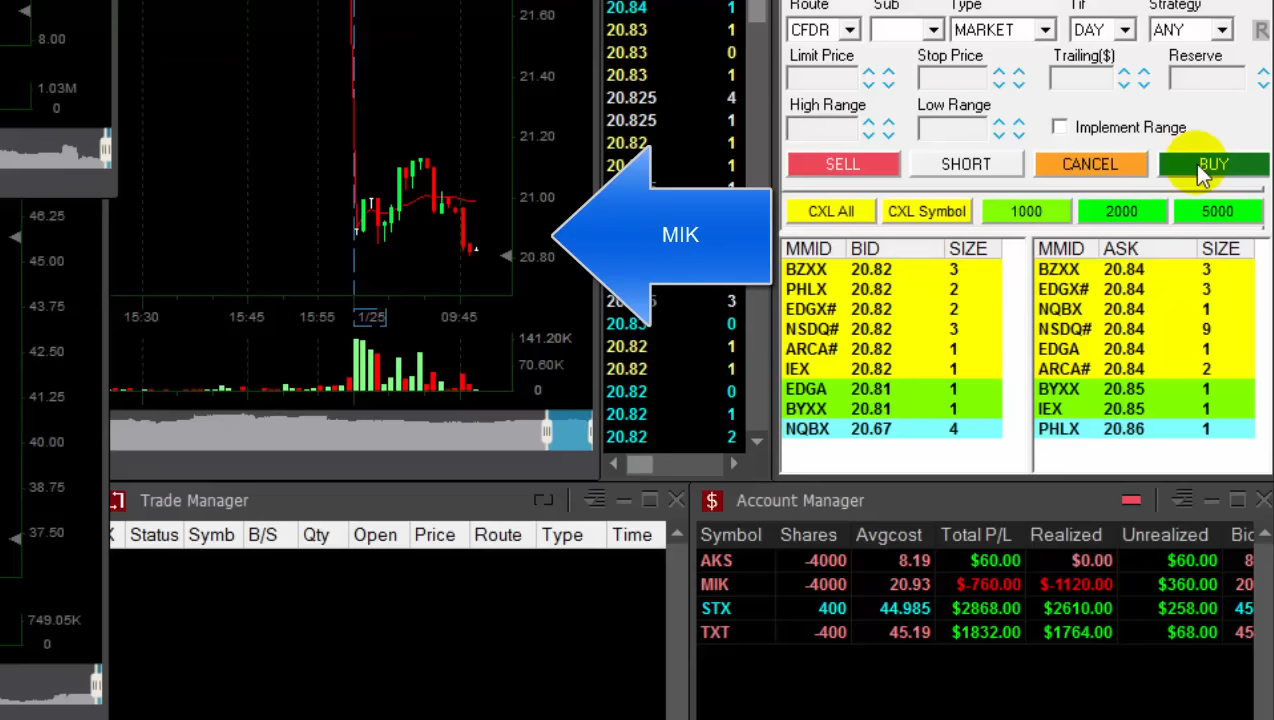 8.00
1.03M
0
46.25
45.00
43.75
42.50
41.25
40.00
38.75
37.50
749.05K
0
21.60
21.40
21.20
21.00
20.80
15:30 15:45 15:55 1/25 09:45
141.20K
70.60K
0
MIK
20.84 1
20.83 1
20.83 0
20.83 1
20.825 4
20.825 1
20.82 1
3
20.83 0
20.82 1
20.82 1
20.82 0
20.82 1
20.82 2
Route Sub Type Tif Strategy
CFDR MARKET DAY ANY R
Limit Price Stop Price Trailing($) Reserve
High Range Low Range
Implement Range
SELL SHORT CANCEL BUY
CXL All CXL Symbol 1000 2000 5000
MMID BID SIZE MMID ASK SIZE
BZXX 20.82 3 BZXX 20.84 3
PHLX 20.82 2 EDGX# 20.84 3
EDGX# 20.82 2 NQBX 20.84 1
NSDQ# 20.82 3 NSDQ# 20.84 9
ARCA# 20.82 1 EDGA 20.84 1
IEX 20.82 1 ARCA# 20.84 2
EDGA 20.81 1 BYXX 20.85 1
BYXX 20.81 1 IEX 20.85 1
NQBX 20.67 4 PHLX 20.86 1
Trade Manager
Status Symb B/S Qty Open Price Route Type Time
$ Account Manager
Symbol Shares Avgcost Total P/L Realized Unrealized
AKS -4000 8.19 $60.00 $0.00 $60.00 8
MIK -4000 20.93 $-760.00 $-1120.00 $360.00 20
STX 400 44.985 $2868.00 $2610.00 $258.00 45
TXT -400 45.19 $1832.00 $1764.00 $68.00 45